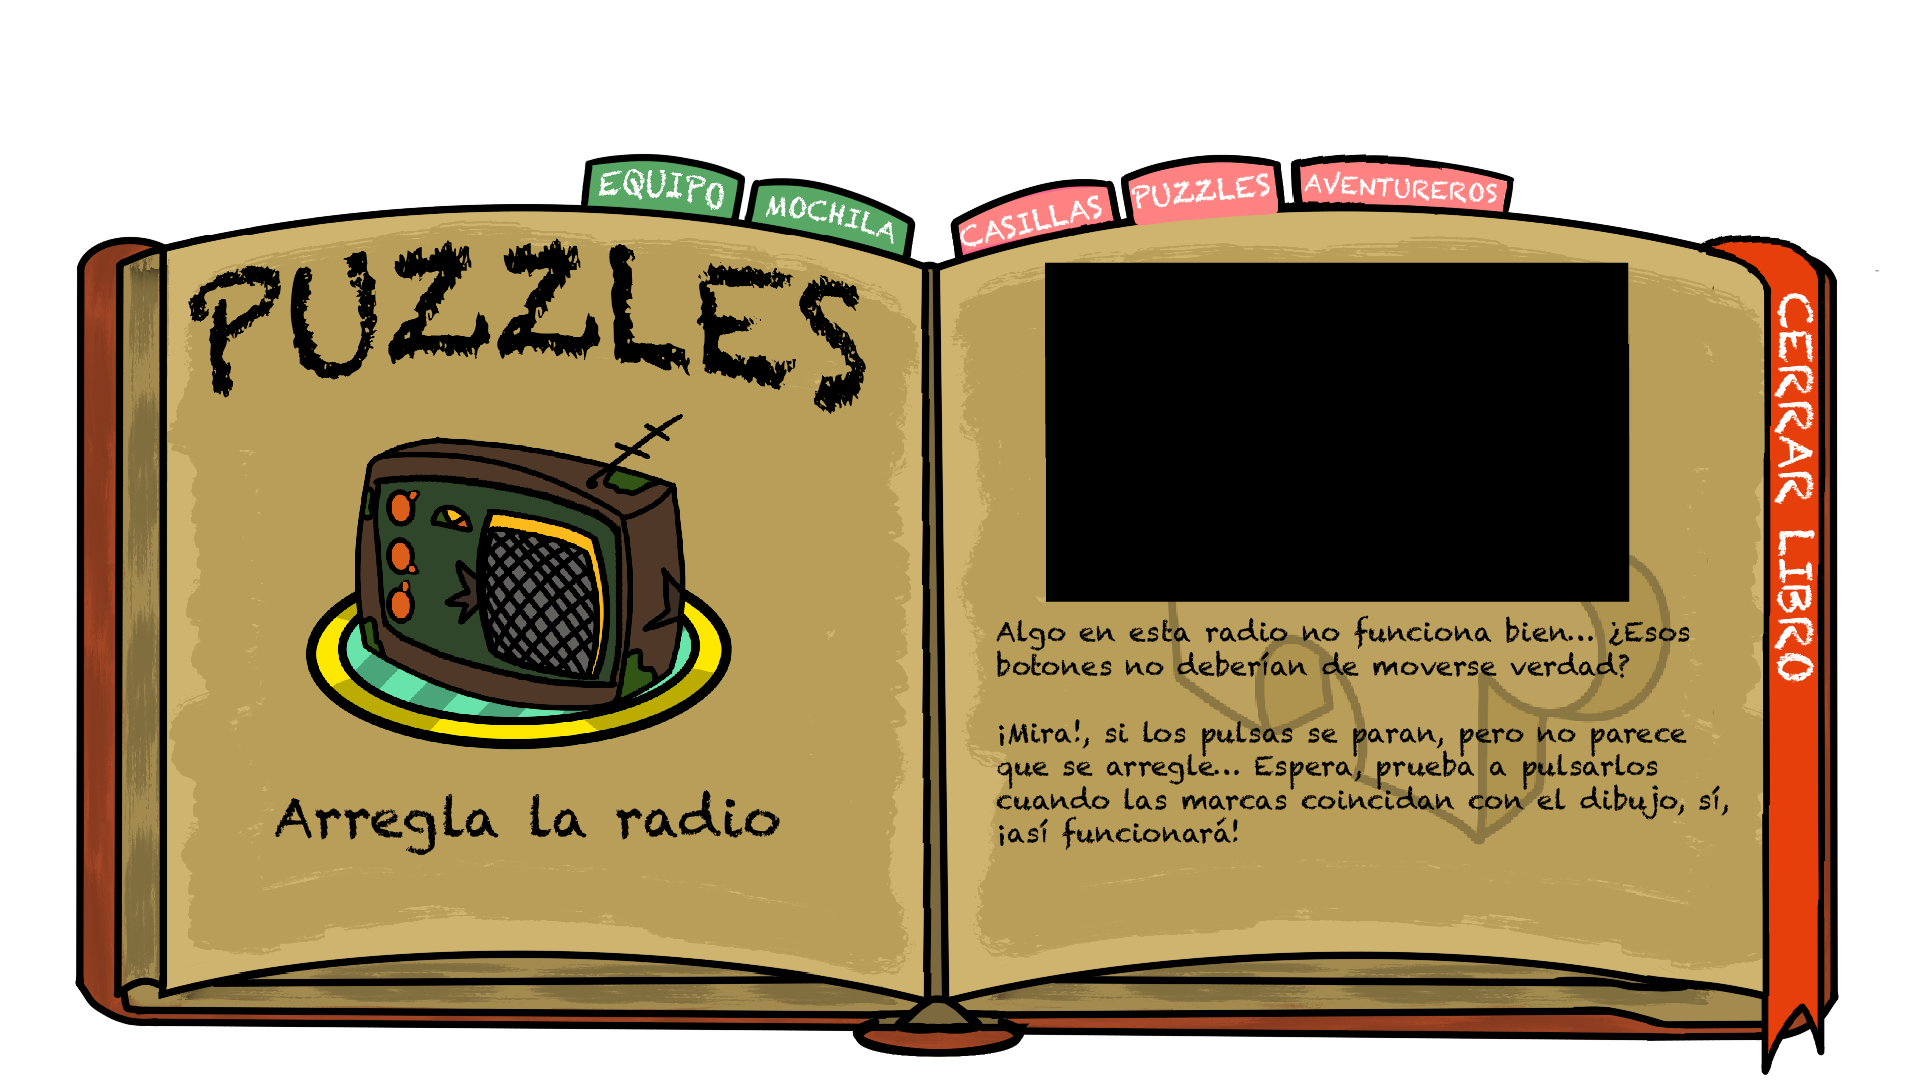 EQUIPO
MOCHILA
CASILLAS
PUZZLES
AVENTUREROS
PUZZLES
Arregla la radio
Algo en esta radio no funciona bien... ¿Esos
botones no deberían de moverse verdad?
¡Mira!, si los pulsas se paran, pero no parece
que se arregle... Espera, prueba a pulsarlos
cuando las marcas coincidan con el dibujo, sí,
¡así funcionará!
CERRAR LIBRO